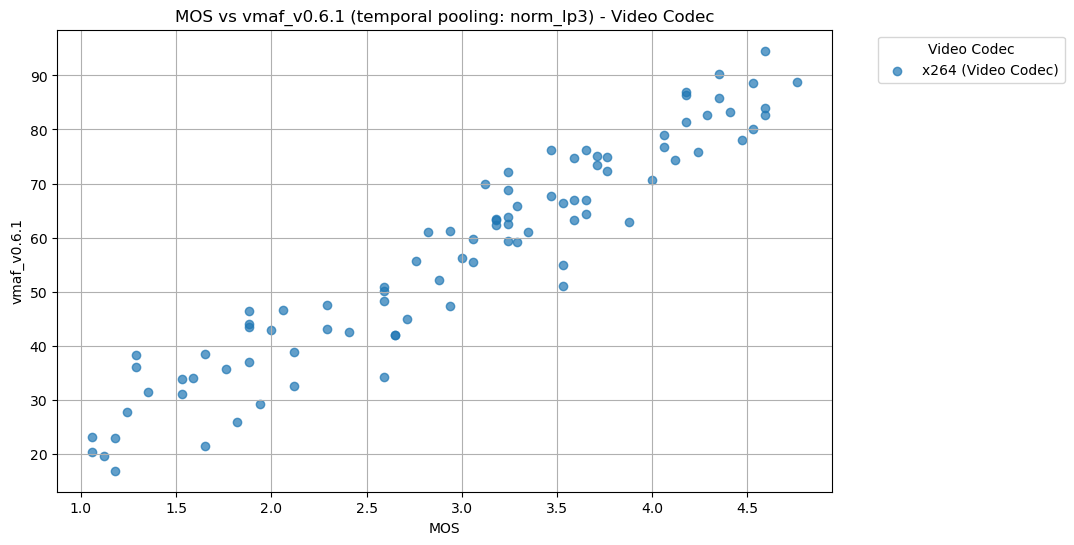 MOS vs vmaf_v0.6.1 (temporal pooling: norm_lp3) - Video Codec
Video Codec
x264 (Video Codec)
vmaf_v0.6.1
90
80
70
60
50
40
30
20
1.0 1.5 2.0 2.5 3.0 3.5 4.0 4.5
MOS